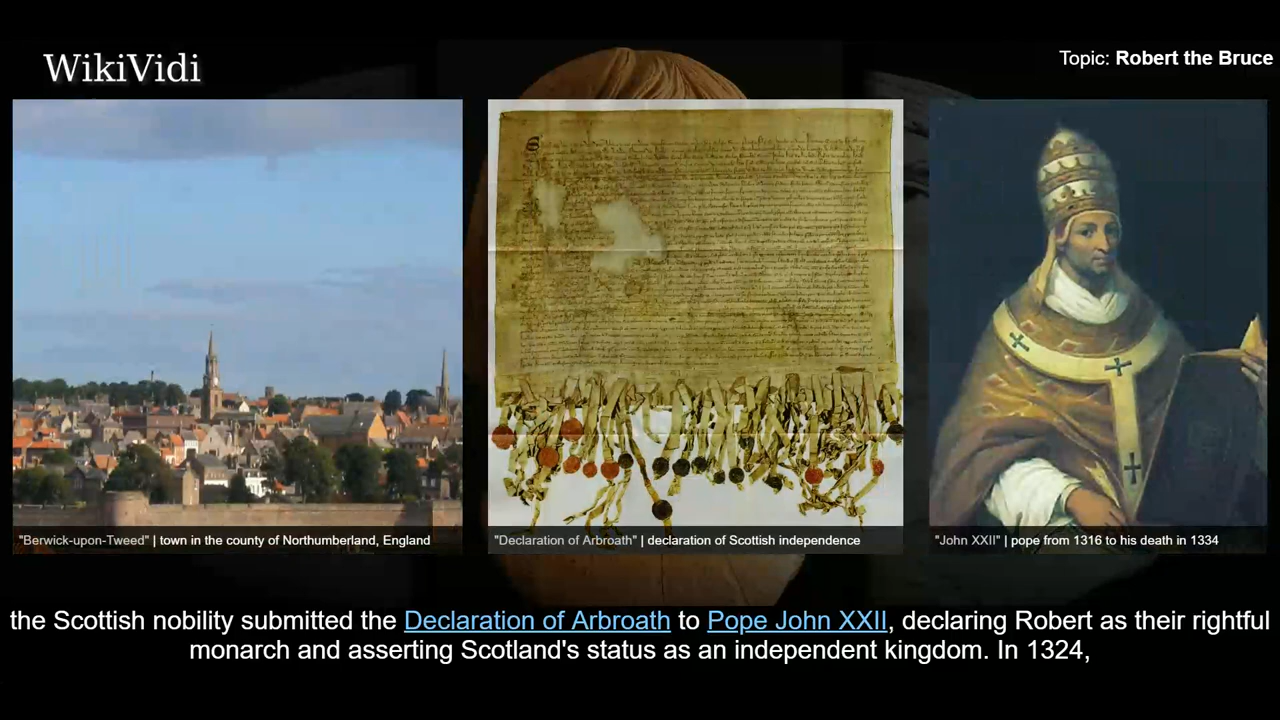 WikiVidi
Topic: Robert the Bruce
"Berwick-upon-Tweed" | town in the county of Northumberland, England
"Declaration of Arbroath" | declaration of Scottish independence
"John XXII" | pope from 1316 to his death in 1334
the Scottish nobility submitted the Declaration of Arbroath to Pope John XXII, declaring Robert as their rightful
monarch and asserting Scotland's status as an independent kingdom. In 1324,